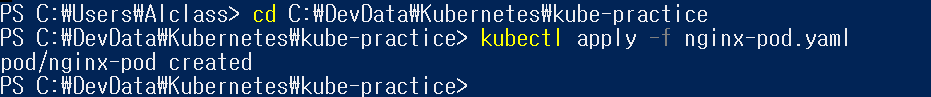 PS C:₩Users₩AIclass> cd C:₩DevData₩Kubernetes₩kube-practice
PS C:₩DevData₩Kubernetes₩kube-practice> kubectl apply -f nginx-pod.yaml
pod/nginx-pod created
PS C:₩DevData₩Kubernetes₩kube-practice>